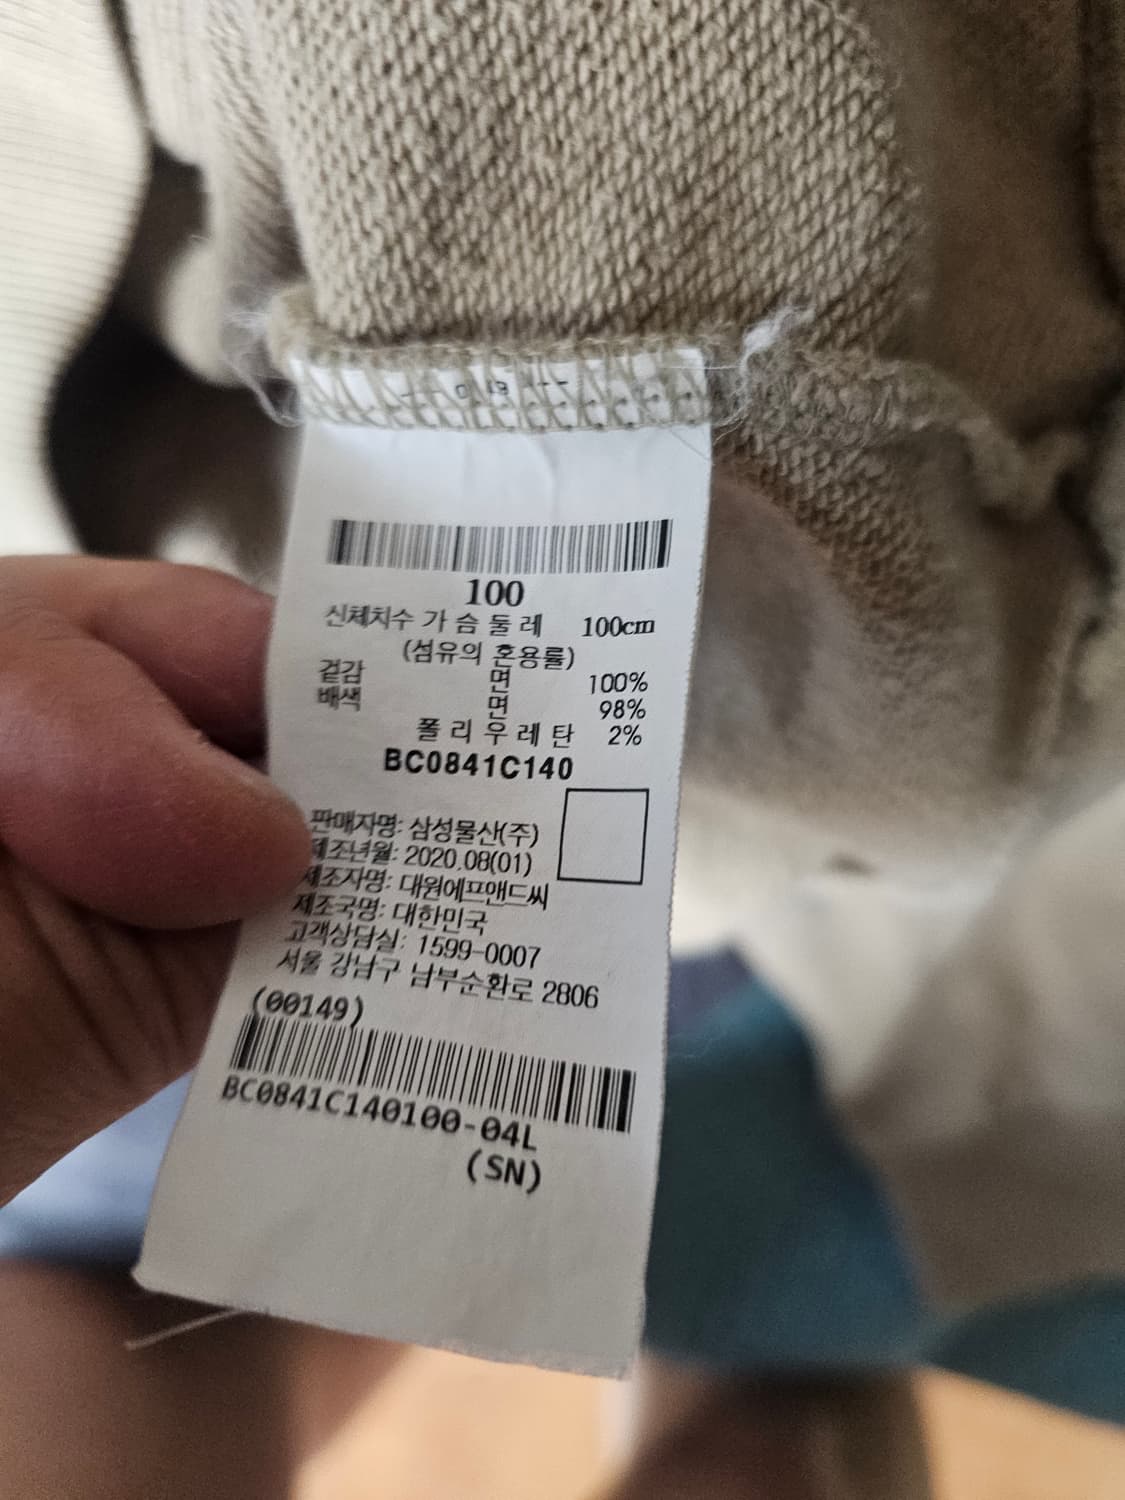 100
신체치수 가 슴 둘 레 100cm
(섬유의 혼용률)
겉감 면 100%
배색 면 98%
폴 리 우 레 탄 2%
BC0841C140
판매자명: 삼성물산(주)
제조년월: 2020.08(01)
제조자명: 대원에프앤드씨
제조국명: 대한민국
고객상담실: 1599-0007
서울 강남구 남부순환로 2806
(00149)
BC0841C140100-04L
(SN)